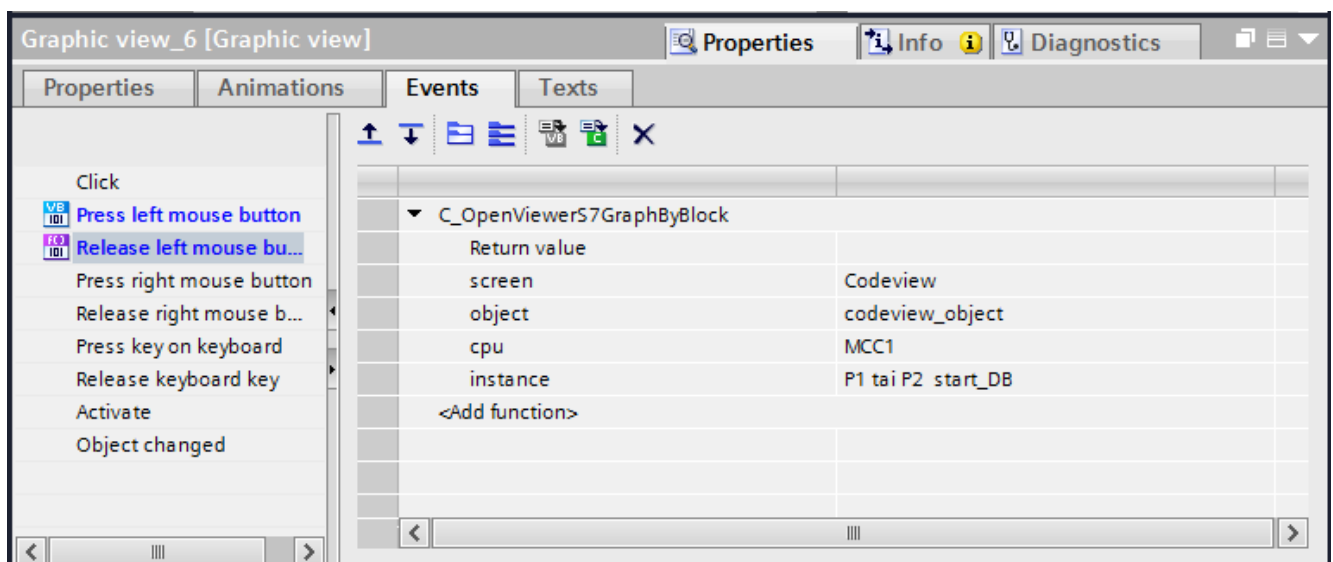 Graphic view_6 [Graphic view]
Properties
Info
Diagnostics
Properties
Animations
Events
Texts
Click
Press left mouse button
Release left mouse bu...
Press right mouse button
Release right mouse b...
Press key on keyboard
Release keyboard key
Activate
Object changed
C_OpenViewerS7GraphByBlock
Return value
screen Codeview
object codeview_object
cpu MCC1
instance P1 tai P2 start_DB
<Add function>